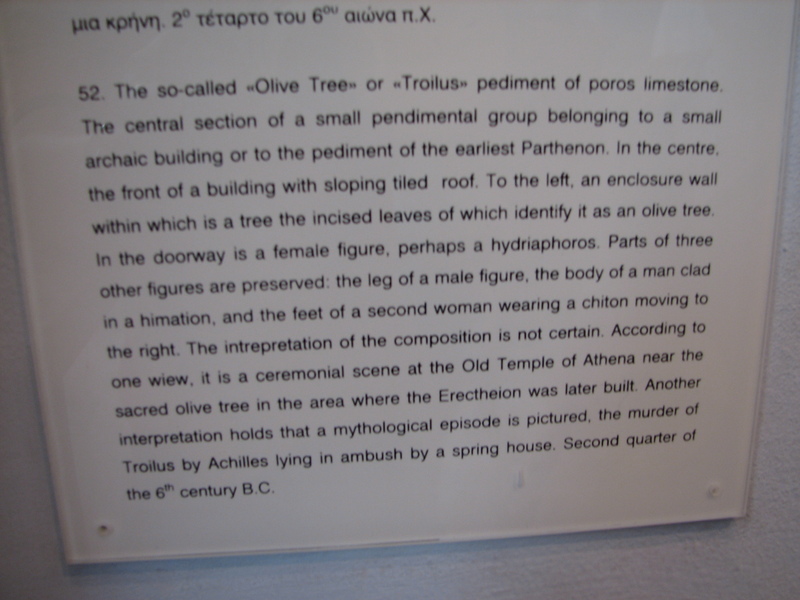 μια κρήνη. 2ο τέταρτο του 6ου αιώνα π.Χ.
52. The so-called «Olive Tree» or «Troilus» pediment of poros limestone.
The central section of a small pendimental group belonging to a small
archaic building or to the pediment of the earliest Parthenon. In the centre,
the front of a building with sloping tiled roof. To the left, an enclosure wall
within which is a tree the incised leaves of which identify it as an olive tree.
In the doorway is a female figure, perhaps a hydriaphoros. Parts of three
other figures are preserved: the leg of a male figure, the body of a man clad
in a himation, and the feet of a second woman wearing a chiton moving to
the right. The intrepretation of the composition is not certain. According to
one wiew, it is a ceremonial scene at the Old Temple of Athena near the
sacred olive tree in the area where the Erectheion was later built. Another
interpretation holds that a mythological episode is pictured, the murder of
Troilus by Achilles lying in ambush by a spring house. Second quarter of
the 6th century B.C.